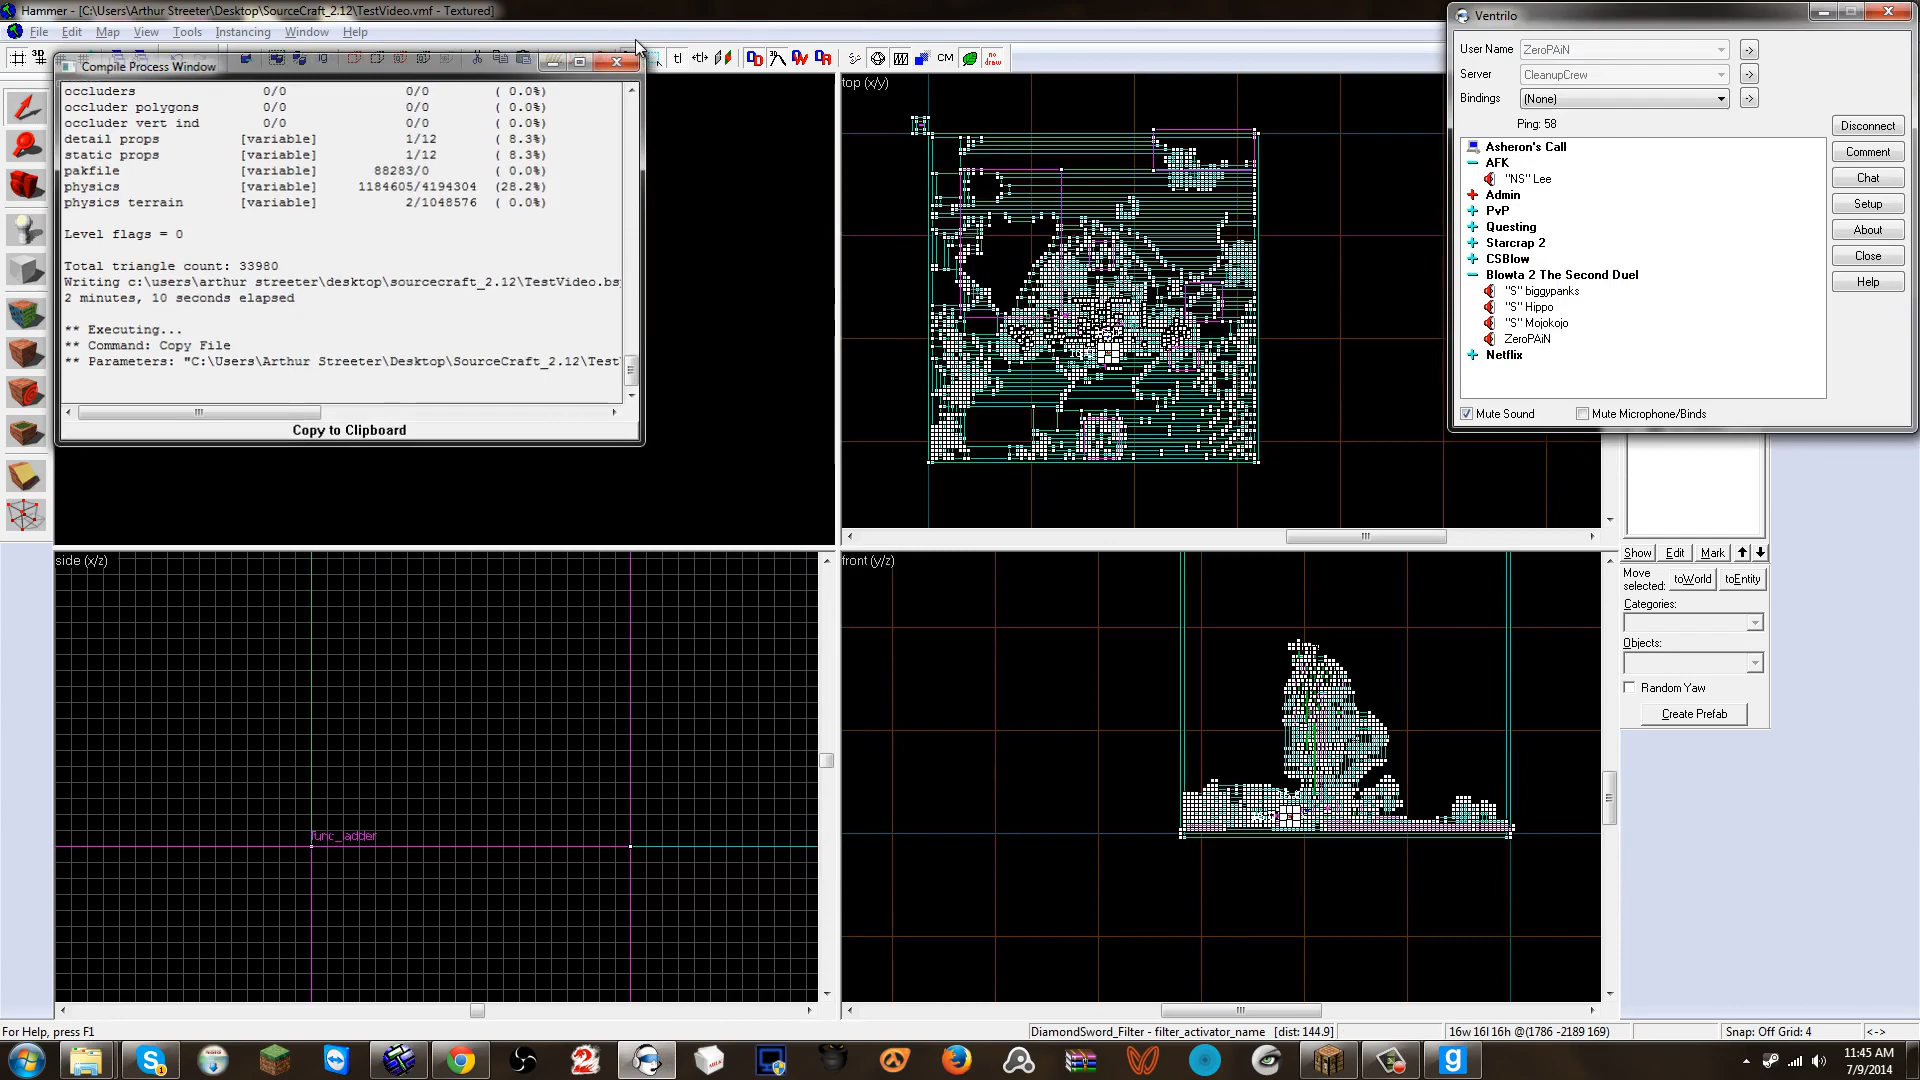 Hammer - [C:\Users\Arthur Streeter\Desktop\SourceCraft_2.12\TestVideo.vmf - Textured]
File Edit Map View Tools Instancing Window Help
Compile Process Window
occluders 0/0 0/0 ( 0.0%)
occluder polygons 0/0 0/0 ( 0.0%)
occluder vert ind 0/0 0/0 ( 0.0%)
detail props [variable] 1/12 ( 8.3%)
static props [variable] 1/12 ( 8.3%)
pakfile [variable] 88283/0 ( 0.0%)
physics [variable] 1184605/4194304 (28.2%)
physics terrain [variable] 2/1048576 ( 0.0%)
Level flags = 0
Total triangle count: 33980
Writing c:\users\arthur streeter\desktop\sourcecraft_2.12\TestVideo.bs
2 minutes, 10 seconds elapsed
** Executing...
** Command: Copy File
** Parameters: "C:\Users\Arthur Streeter\Desktop\SourceCraft_2.12\Test
Copy to Clipboard
3D
tl
CM
no draw
top (x/y)
side (x/z)
func_adder
front (y/z)
Ventrilo
User Name ZeroPAiN
Server CleanupCrew
Bindings (None)
Ping: 58
Asheron's Call
AFK
"NS" Lee
Admin
PvP
Questing
Starcrap 2
CSBlow
Blowta 2 The Second Duel
"S" biggypanks
"S" Hippo
"S" Mojokojo
ZeroPAiN
Netflix
Disconnect
Comment
Chat
Setup
About
Close
Help
Mute Sound Mute Microphone/Binds
Show Edit Mark
Move selected: toWorld toEntity
Categories:
Objects:
Random Yaw
Create Prefab
For Help, press F1
DiamondSword_Filter - filter_activator_name [dist: 144.9]
16w 16l 16h @(1786 -2189 169)
Snap: Off Grid: 4
<->
11:45 AM
7/9/2014